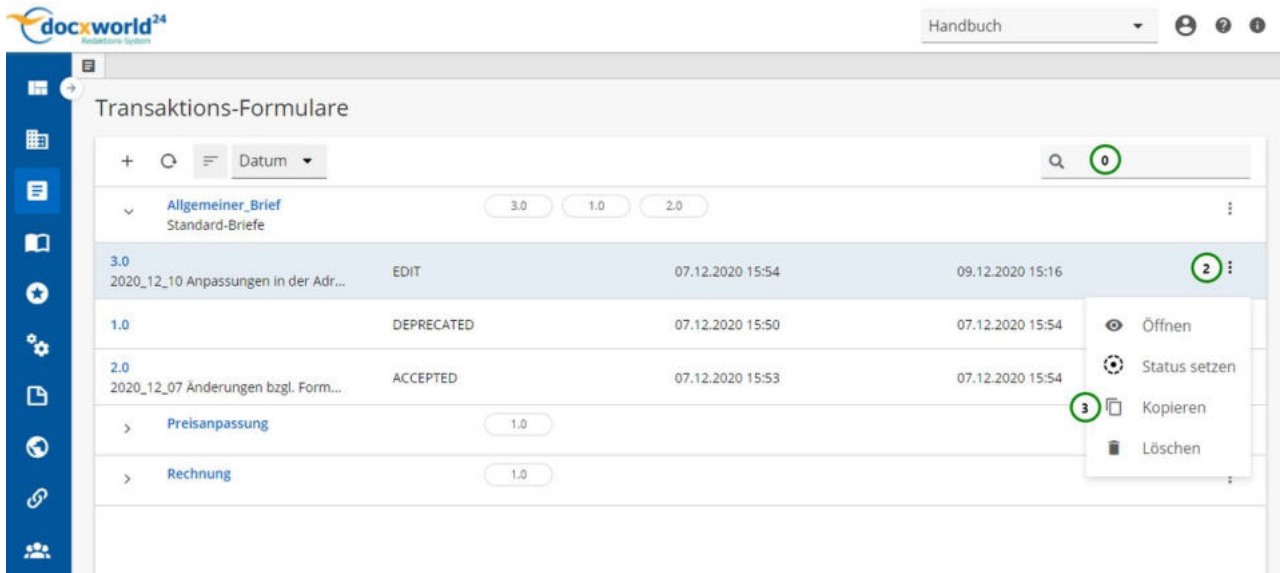 docxworld24
Redaktions-System
Handbuch
Transaktions-Formulare
Datum
0
Allgemeiner_Brief 3.0 1.0 2.0
Standard-Briefe
3.0
2020_12_10 Anpassungen in der Adr... EDIT 07.12.2020 15:54 09.12.2020 15:16 2
1.0 DEPRECATED 07.12.2020 15:50 07.12.2020 15:54
2.0
2020_12_07 Änderungen bzgl. Form... ACCEPTED 07.12.2020 15:53 07.12.2020 15:54
Öffnen
Status setzen
3 Kopieren
Löschen
Preisanpassung 1.0
Rechnung 1.0